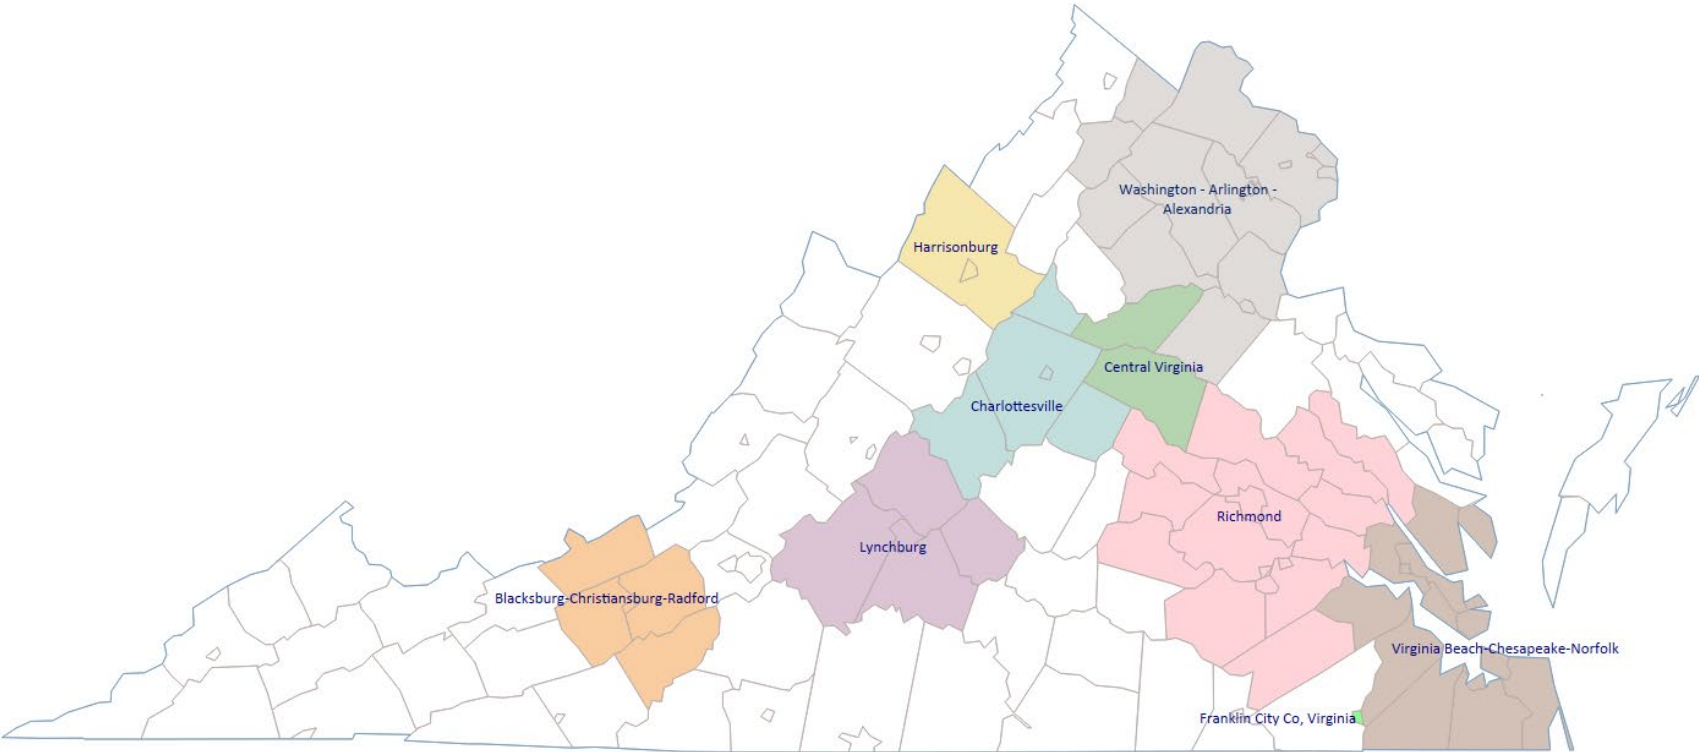 Washington - Arlington -
Alexandria
Harrisonburg
Central Virginia
Charlottesville
Richmond
Lynchburg
Blacksburg-Christiansburg-Radford
Virginia Beach-Chesapeake-Norfolk
Franklin City Co, Virginia